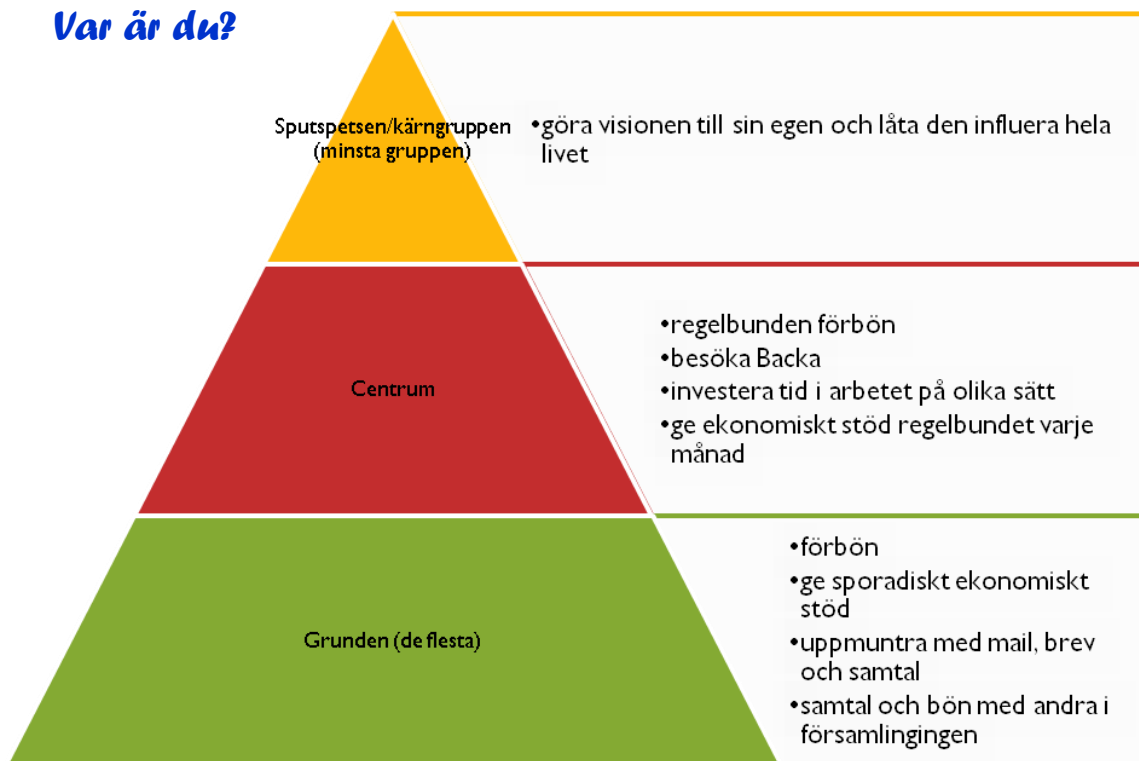 Var är du?
Sputspetsen/kärngruppen
(minsta gruppen)
•göra visionen till sin egen och låta den influera hela
livet
Centrum
•regelbunden förbön
•besöka Backa
•investera tid i arbetet på olika sätt
•ge ekonomiskt stöd regelbundet varje
månad
Grunden (de flesta)
•förbön
•ge sporadiskt ekonomiskt
stöd
•uppmuntra med mail, brev
och samtal
•samtal och bön med andra i
församlingingen